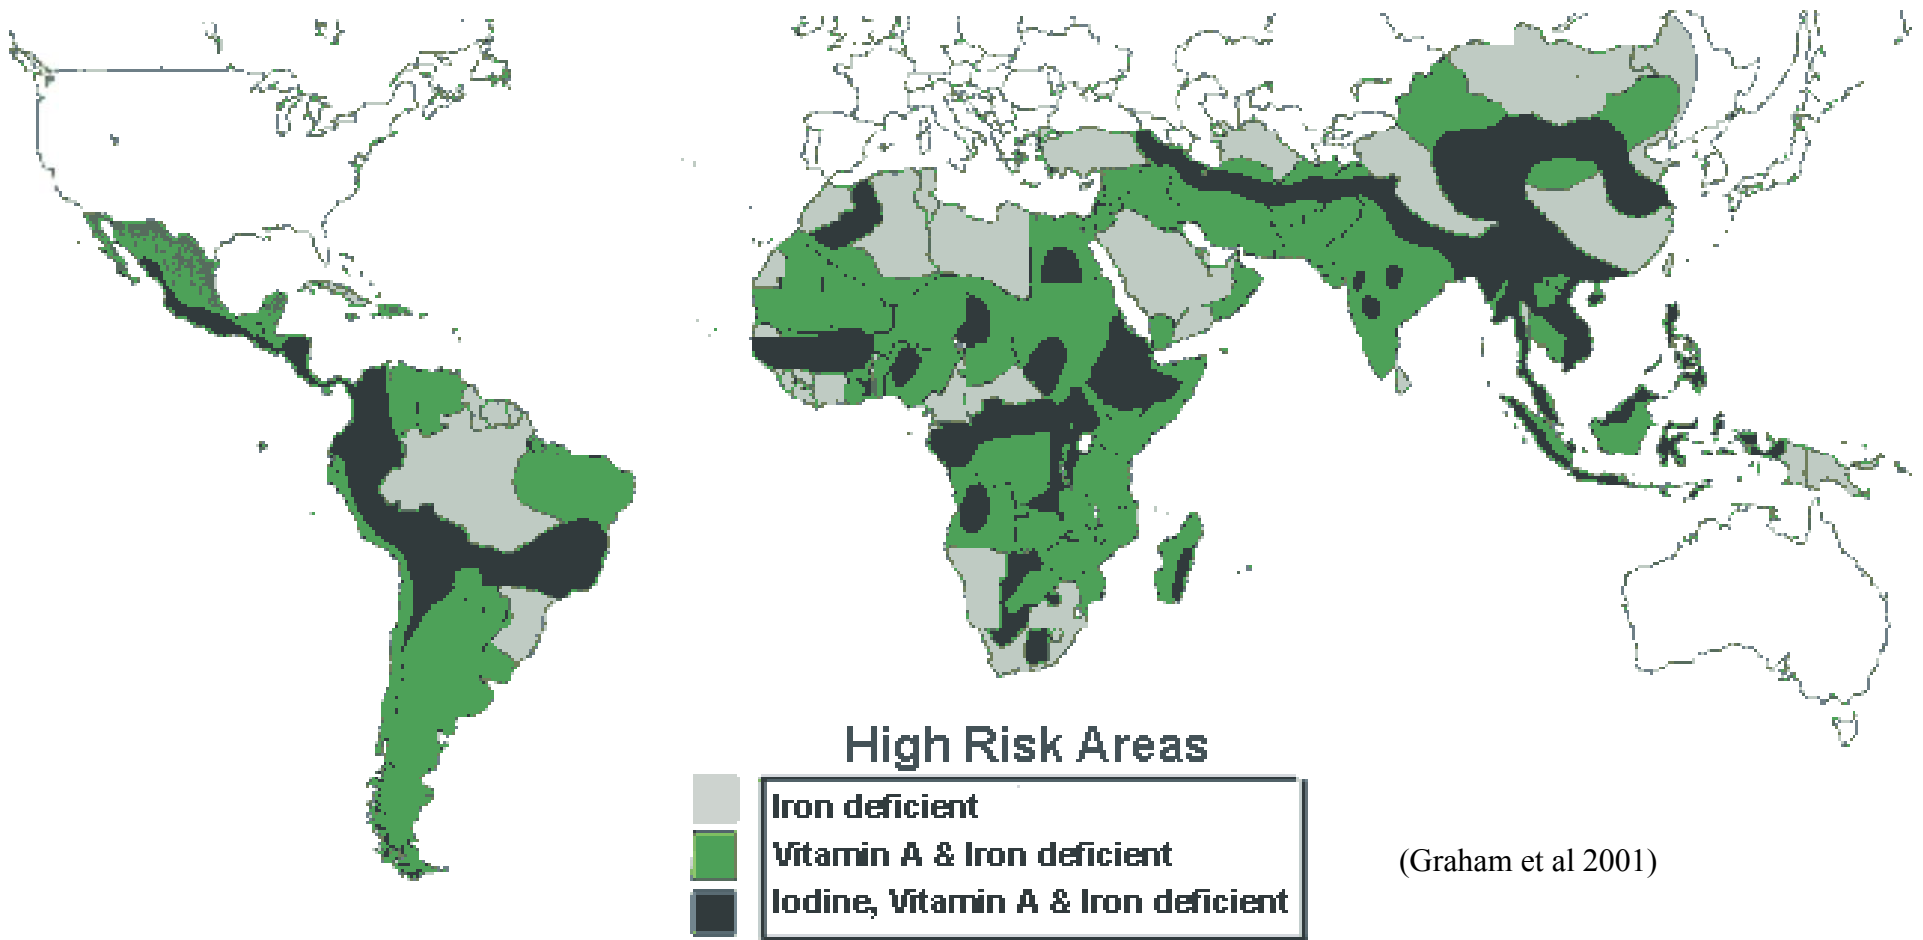 High Risk Areas
Iron deficient
Vitamin A & Iron deficient
Iodine, Vitamin A & Iron deficient
(Graham et al 2001)